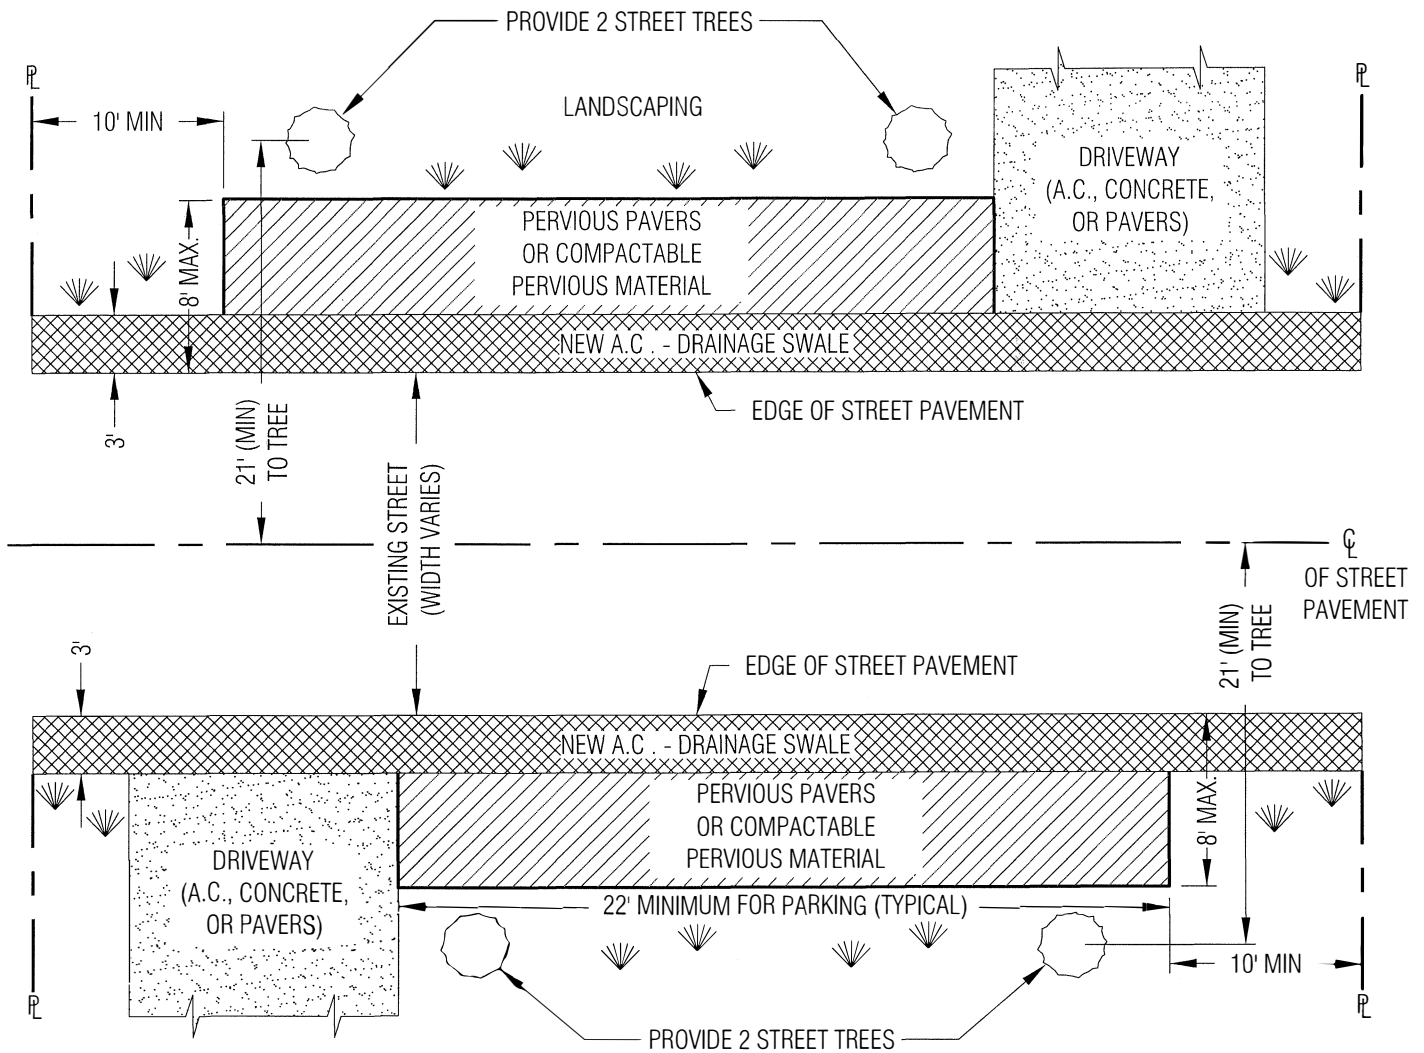 PROVIDE 2 STREET TREES
PL
PL
10' MIN
LANDSCAPING
DRIVEWAY
(A.C., CONCRETE,
OR PAVERS)
PERVIOUS PAVERS
OR COMPACTABLE
PERVIOUS MATERIAL
8' MAX.
NEW A.C . - DRAINAGE SWALE
EDGE OF STREET PAVEMENT
3'
21' (MIN)
TO TREE
EXISTING STREET
(WIDTH VARIES)
CL
OF STREET
PAVEMENT
21' (MIN)
TO TREE
3'
EDGE OF STREET PAVEMENT
NEW A.C . - DRAINAGE SWALE
PERVIOUS PAVERS
OR COMPACTABLE
PERVIOUS MATERIAL
8' MAX.
DRIVEWAY
(A.C., CONCRETE,
OR PAVERS)
22' MINIMUM FOR PARKING (TYPICAL)
10' MIN
PL
PL
PROVIDE 2 STREET TREES